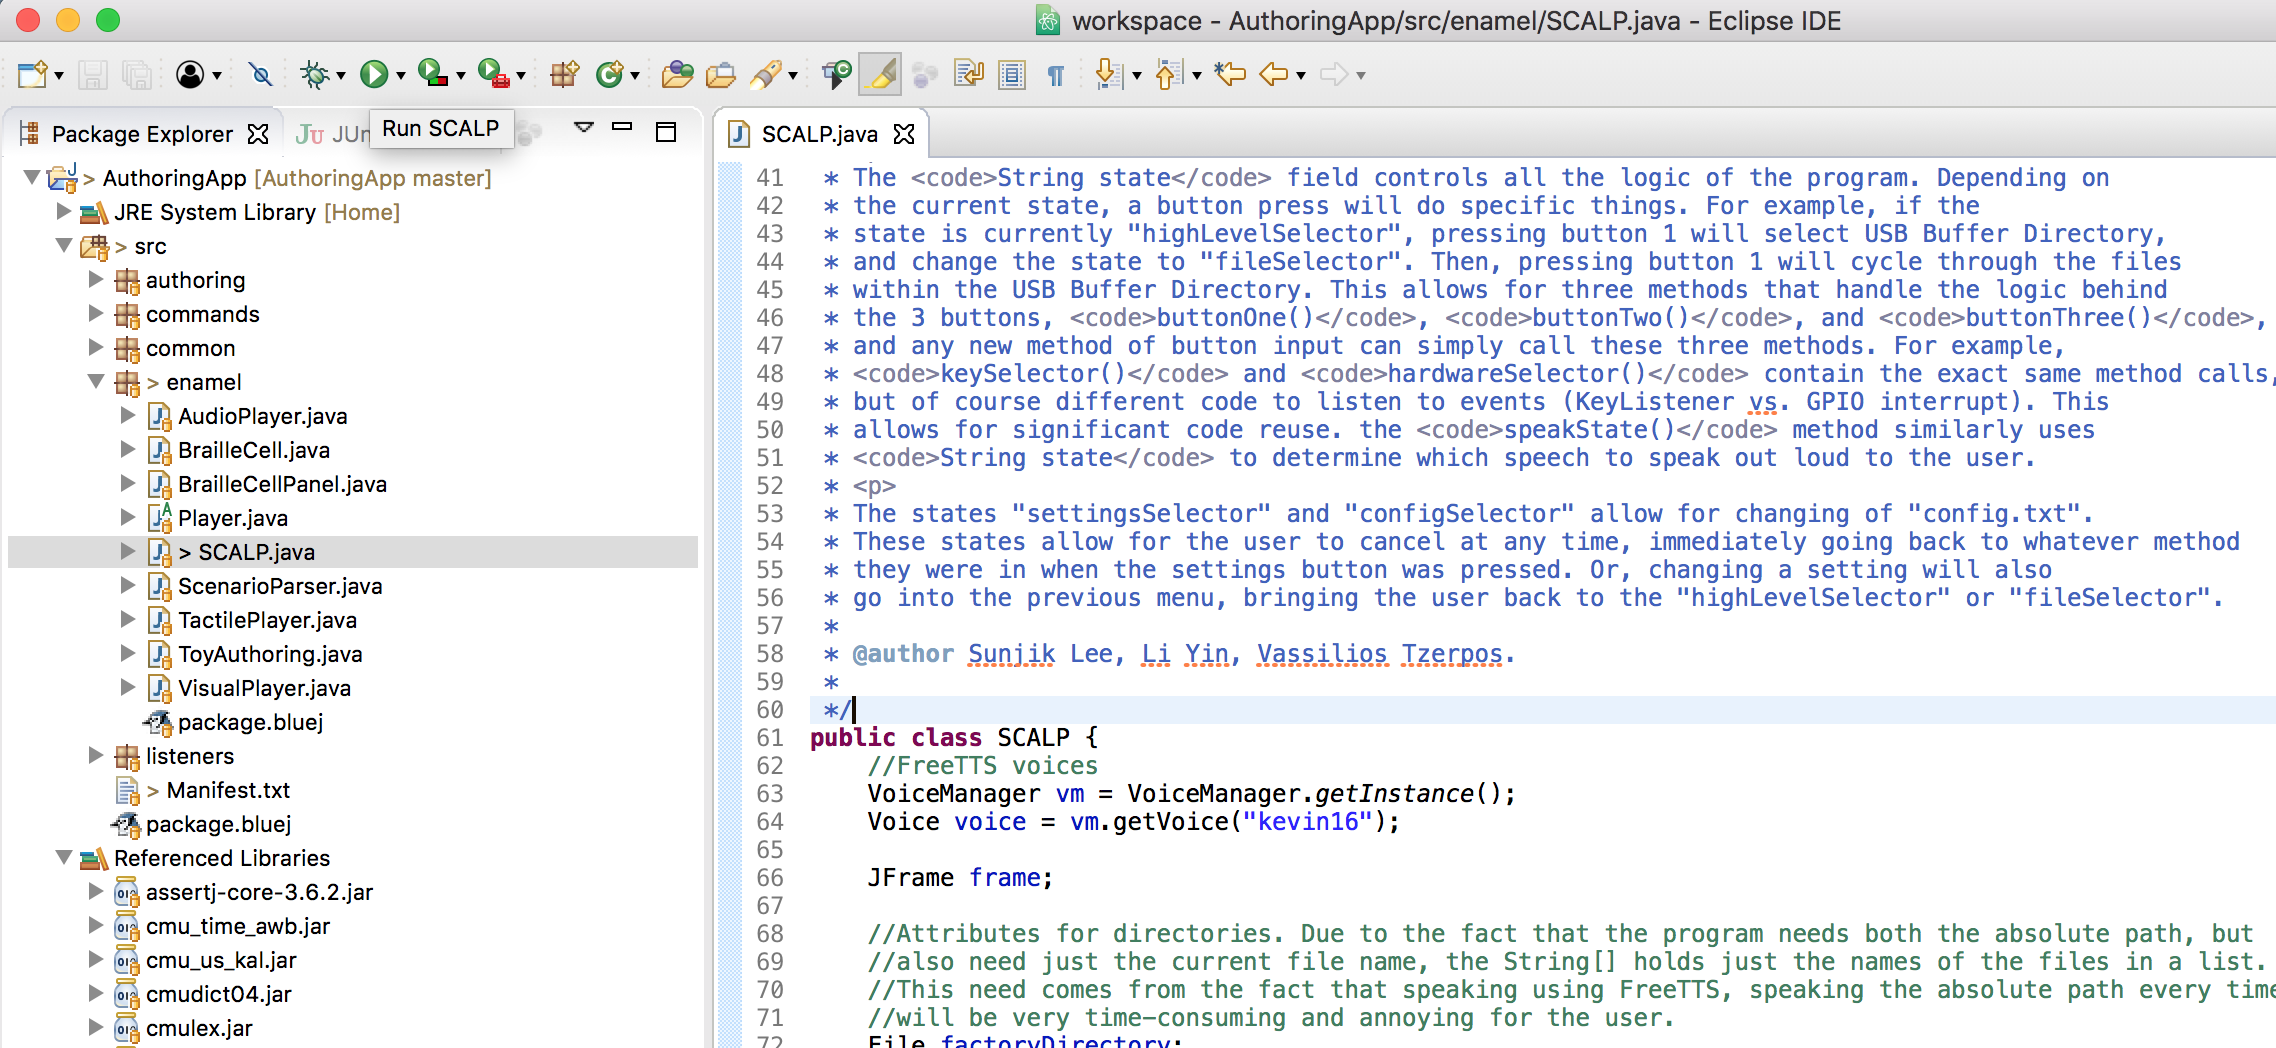 workspace - AuthoringApp/src/enamel/SCALP.java - Eclipse IDE
Package Explorer
JU
Run SCALP
SCALP.java
> AuthoringApp [AuthoringApp master]
JRE System Library [Home]
> src
authoring
commands
common
> enamel
AudioPlayer.java
BrailleCell.java
BrailleCellPanel.java
Player.java
> SCALP.java
ScenarioParser.java
TactilePlayer.java
ToyAuthoring.java
VisualPlayer.java
package.bluej
listeners
> Manifest.txt
package.bluej
Referenced Libraries
assertj-core-3.6.2.jar
cmu_time_awb.jar
cmu_us_kal.jar
cmudict04.jar
cmulex.jar
41 * The <code>String state</code> field controls all the logic of the program. Depending on
42 * the current state, a button press will do specific things. For example, if the
43 * state is currently "highLevelSelector", pressing button 1 will select USB Buffer Directory,
44 * and change the state to "fileSelector". Then, pressing button 1 will cycle through the files
45 * within the USB Buffer Directory. This allows for three methods that handle the logic behind
46 * the 3 buttons, <code>buttonOne()</code>, <code>buttonTwo()</code>, and <code>buttonThree()</code>,
47 * and any new method of button input can simply call these three methods. For example,
48 * <code>keySelector()</code> and <code>hardwareSelector()</code> contain the exact same method calls,
49 * but of course different code to listen to events (KeyListener vs. GPIO interrupt). This
50 * allows for significant code reuse. the <code>speakState()</code> method similarly uses
51 * <code>String state</code> to determine which speech to speak out loud to the user.
52 * <p>
53 * The states "settingsSelector" and "configSelector" allow for changing of "config.txt".
54 * These states allow for the user to cancel at any time, immediately going back to whatever method
55 * they were in when the settings button was pressed. Or, changing a setting will also
56 * go into the previous menu, bringing the user back to the "highLevelSelector" or "fileSelector".
57 *
58 * @author Sunjik Lee, Li Yin, Vassilios Tzerpos.
59 *
60 */
61 public class SCALP {
62 //FreeTTS voices
63 VoiceManager vm = VoiceManager.getInstance();
64 Voice voice = vm.getVoice("kevin16");
65
66 JFrame frame;
67
68 //Attributes for directories. Due to the fact that the program needs both the absolute path, but
69 //also need just the current file name, the String[] holds just the names of the files in a list.
70 //This need comes from the fact that speaking using FreeTTS, speaking the absolute path every time
71 //will be very time-consuming and annoying for the user.
72 File factoryDirectory;